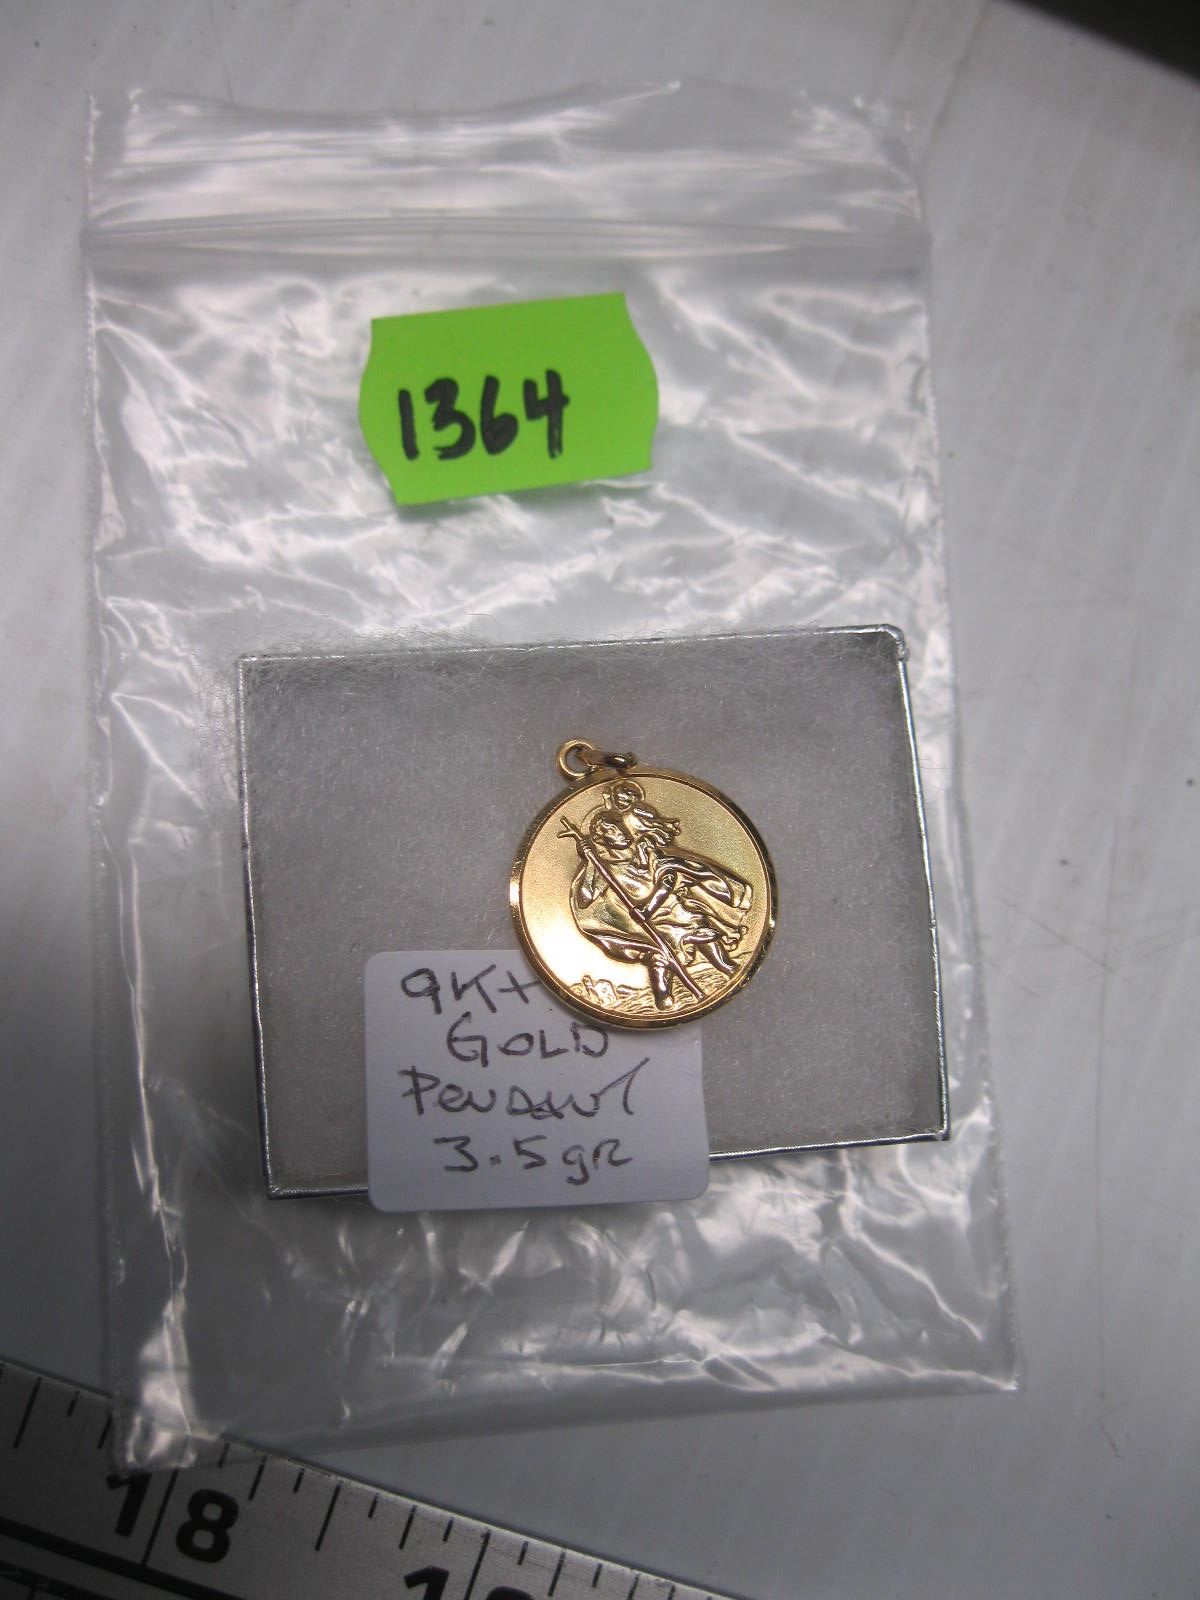 1364
9Kt
GOLD
PENDANT
3.5gr
18